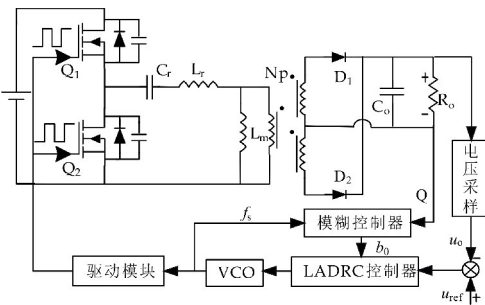 Q₁
Cᵣ
Lᵣ
Lₘ
Np
D₁
D₂
Cₒ
+
Rₒ
-
Q₂
Q
电压采样
fₛ
模糊控制器
b₀
uₒ
驱动模块
VCO
LADRC控制器
-
u_ref
+